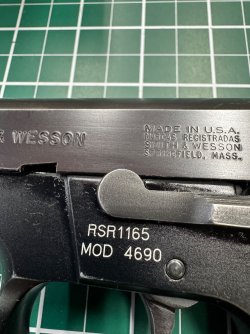 & WESSON
MADE IN U.S.A.
MARCAS REGISTRADAS
SMITH & WESSON
SPRINGFIELD, MASS.
RSR1165
MOD 4690